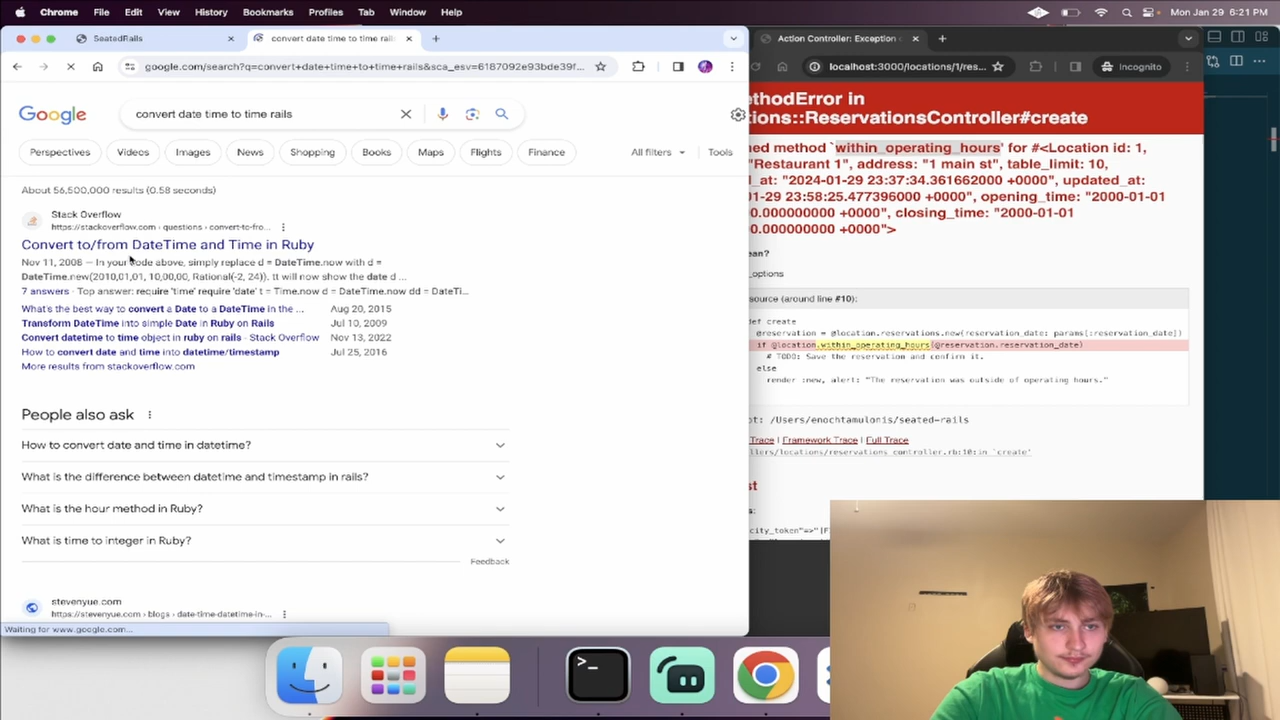 Chrome File Edit View History Bookmarks Profiles Tab Window Help
Mon Jan 29 6:21 PM
SeatedRails
convert date time to time rails
google.com/search?q=convert+date+time+to+time+rails&sca_esv=618705
Google
convert date time to time rails
Perspectives Videos Images News Shopping Books Maps Flights Finance All filters Tools
About 56,500,000 results (0.58 seconds)
Stack Overflow
https://stackoverflow.com › questions › convert-to-fro...
Convert to/from DateTime and Time in Ruby
Nov 11, 2008 — In your code above, simply replace d = DateTime.now with d =
DateTime.new(2010,01,01, 10,00,00, Rational(-2, 24)). tt will now show the date d ...
7 answers · Top answer: require 'time' require 'date' t = Time.now d = DateTime.now dd = DateTi...
What's the best way to convert a Date to a DateTime in the ... Aug 20, 2015
Transform DateTime into simple Date in Ruby on Rails Jul 10, 2009
Convert datetime to time object in ruby on rails - Stack Overflow Nov 13, 2022
How to convert date and time into datetime/timestamp Jul 25, 2016
More results from stackoverflow.com
People also ask
How to convert date and time in datetime?
What is the difference between datetime and timestamp in rails?
What is the hour method in Ruby?
What is time to integer in Ruby?
Feedback
stevenyue.com
https://stevenyue.com › blogs › date-time-datetime-in-...
Waiting for www.google.com...
Action Controller: Exception
localhost:3000/locations/1/res...
Incognito
ethodError in
ions::ReservationsController#create
ned method `within_operating_hours' for #<Location id: 1,
"Restaurant 1", address: "1 main st", table_limit: 10,
d_at: "2024-01-29 23:37:34.361662000 +0000", updated_at:
01-29 23:58:25.477396000 +0000", opening_time: "2000-01-01
0.000000000 +0000", closing_time: "2000-01-01
00.000000000 +0000">
ean?
_options
source (around line #10):
def create
@reservation = @location.reservations.new(reservation_date: params[:reservation_date])
if @location.within_operating_hours(@reservation.reservation_date)
# TODO: Save the reservation and confirm it.
else
render :new, alert: "The reservation was outside of operating hours."
ot: /Users/enochtamulonis/seated-rails
Trace | Framework Trace | Full Trace
llers/locations/reservations_controller.rb:10:in `create'
st
s:
city_token"=>"[F